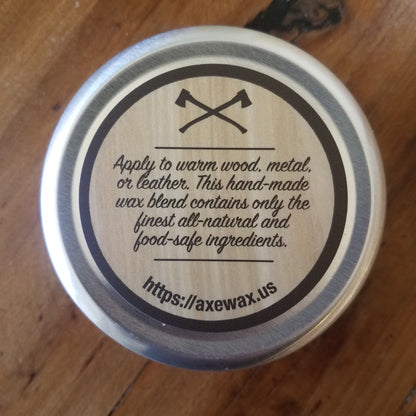 Apply to warm wood, metal,
or leather. This hand-made
wax blend contains only the
finest all-natural and
food-safe ingredients.
https://axewax.us